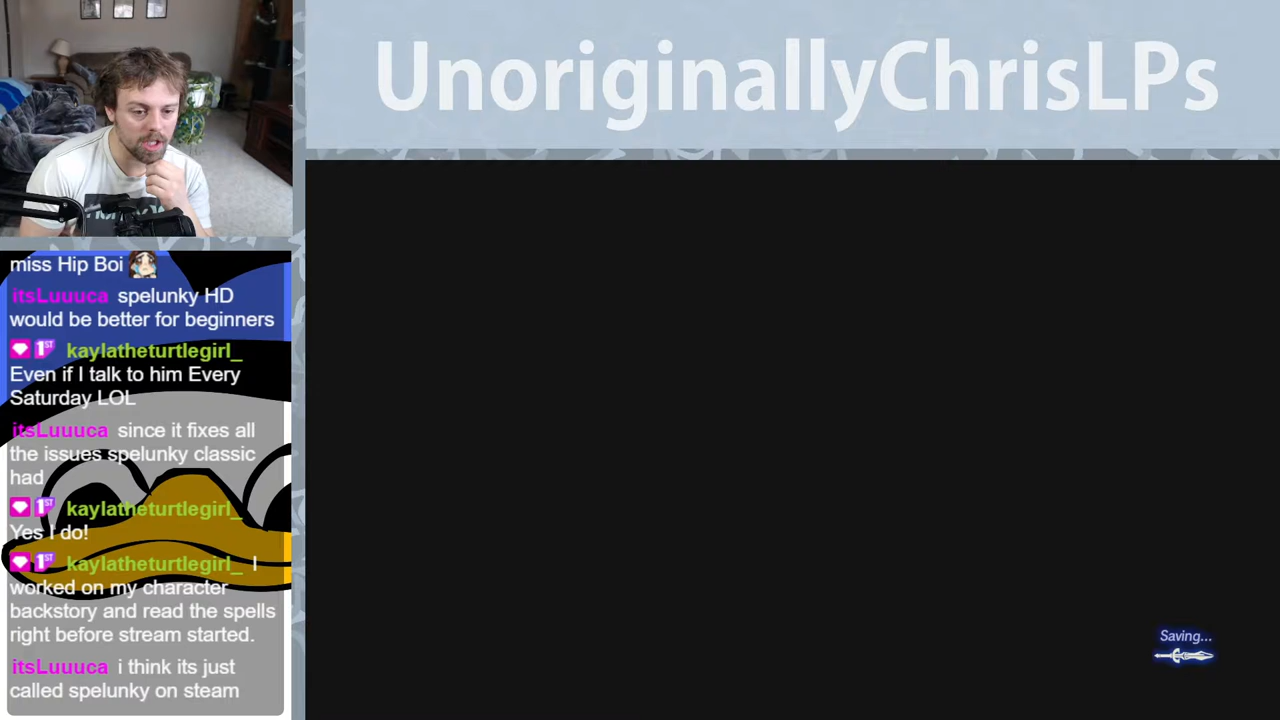 UnoriginallyChrisLPs
miss Hip Boi
itsLuuuca spelunky HD
would be better for beginners
1ST kaylatheturtlegirl_
Even if I talk to him Every
Saturday LOL
itsLuuuca since it fixes all
the issues spelunky classic
had
1ST kaylatheturtlegirl_
Yes I do!
1ST kaylatheturtlegirl_ I
worked on my character
backstory and read the spells
right before stream started.
itsLuuuca i think its just
called spelunky on steam
Saving...